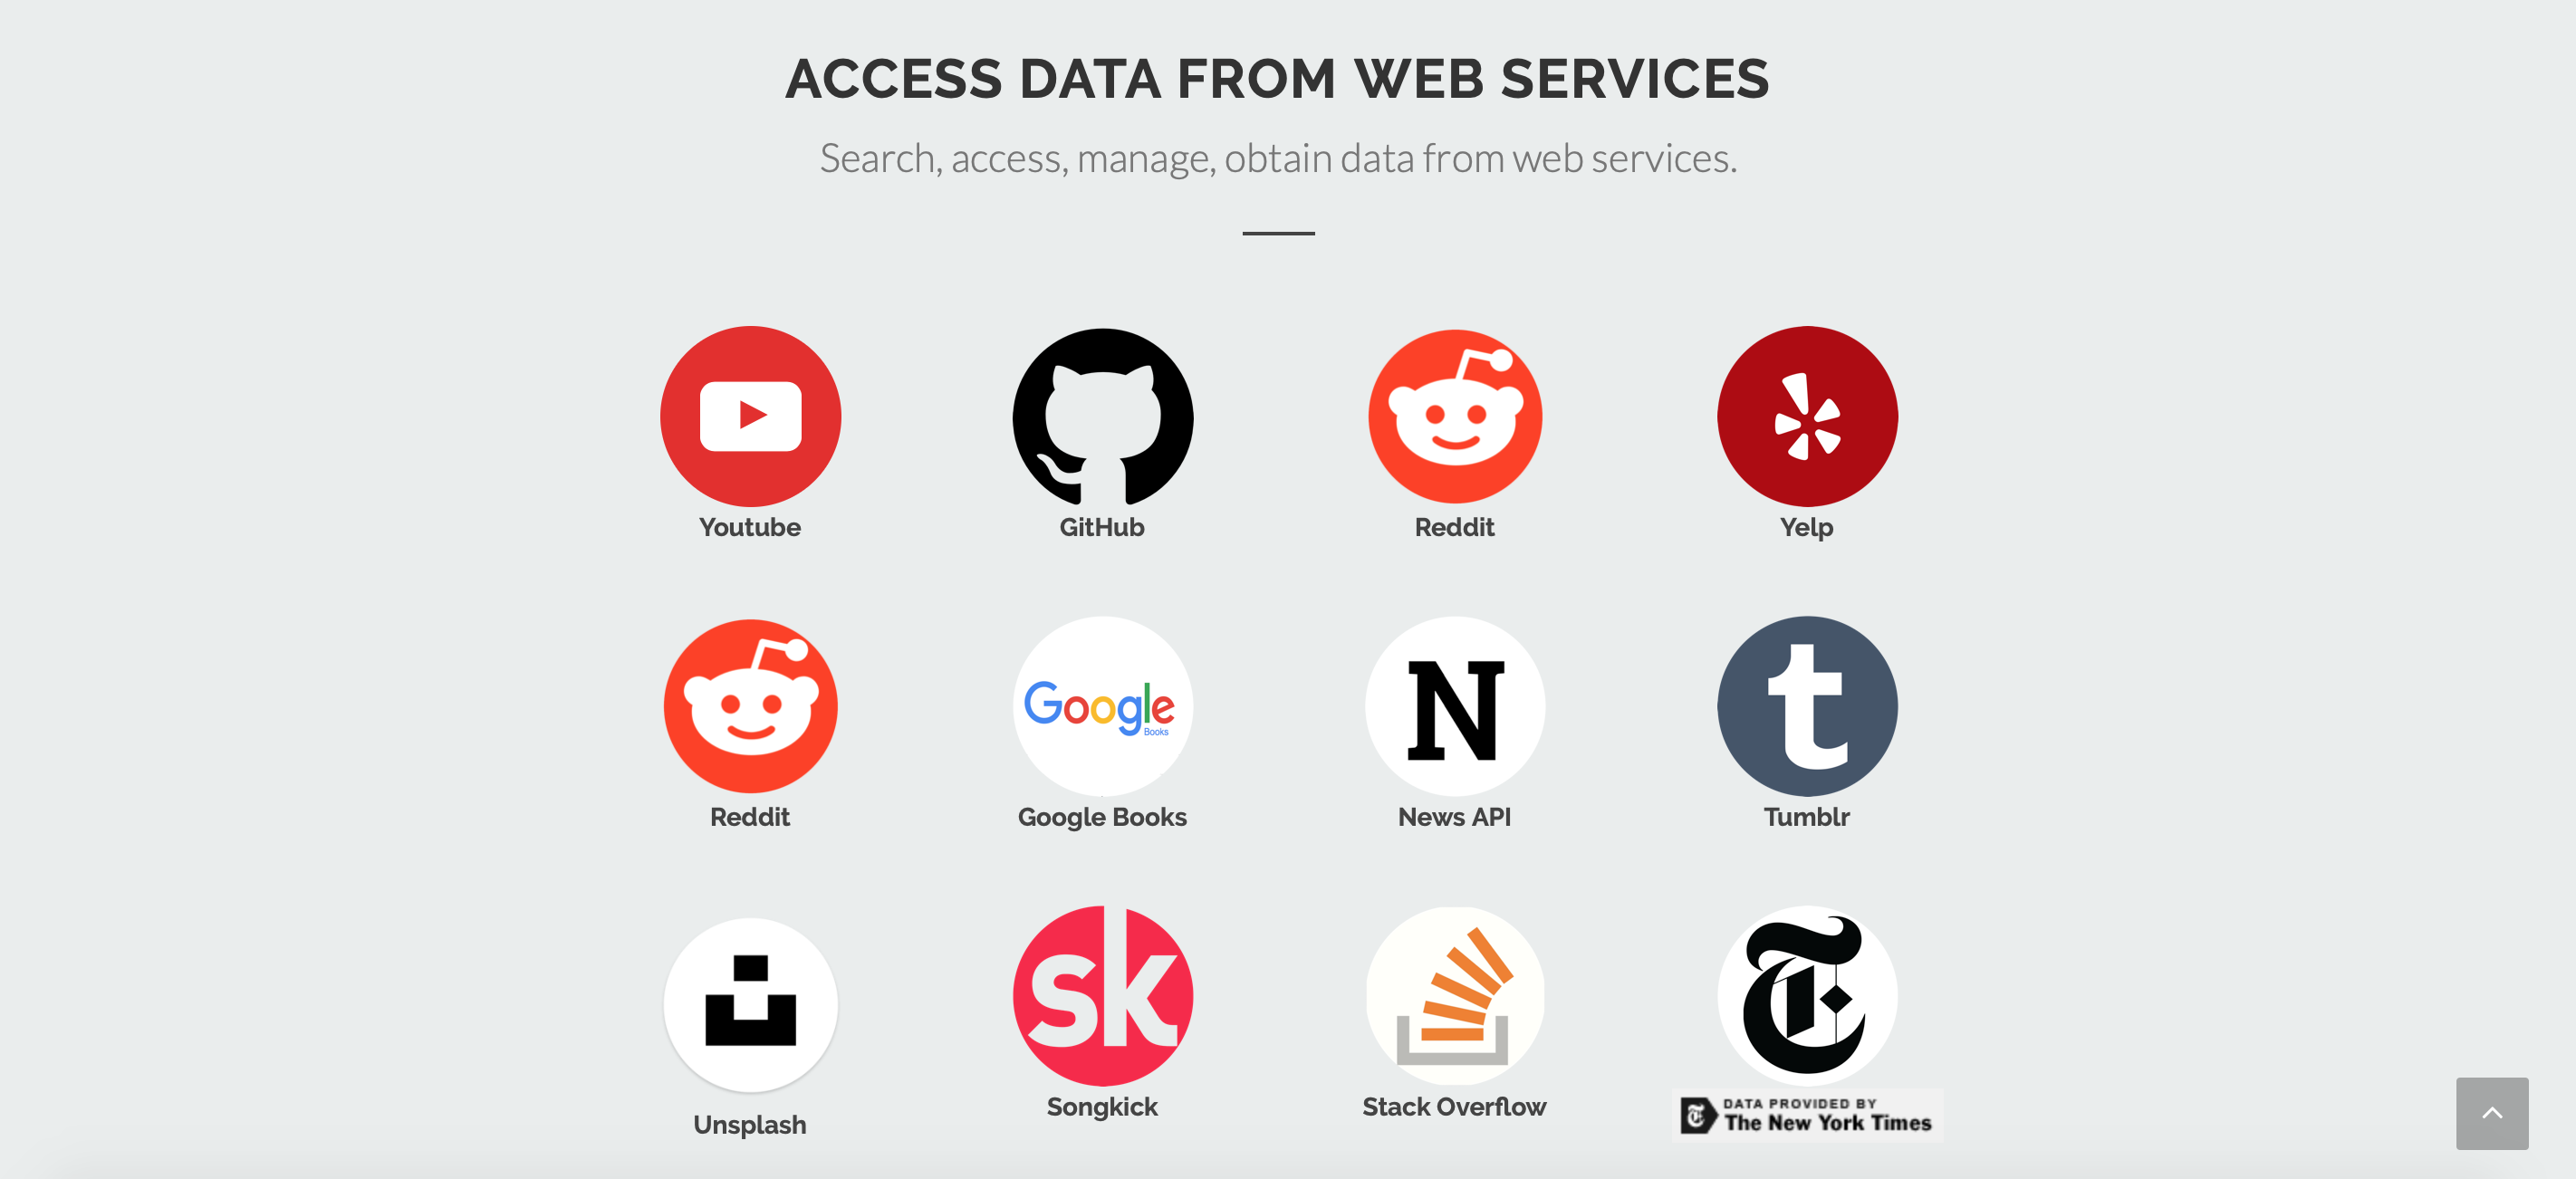 ACCESS DATA FROM WEB SERVICES
Search, access, manage, obtain data from web services.
Youtube
GitHub
Reddit
Yelp
Google
Books
N
t
Reddit
Google Books
News API
Tumblr
sk
T
Unsplash
Songkick
Stack Overflow
T DATA PROVIDED BY
The New York Times